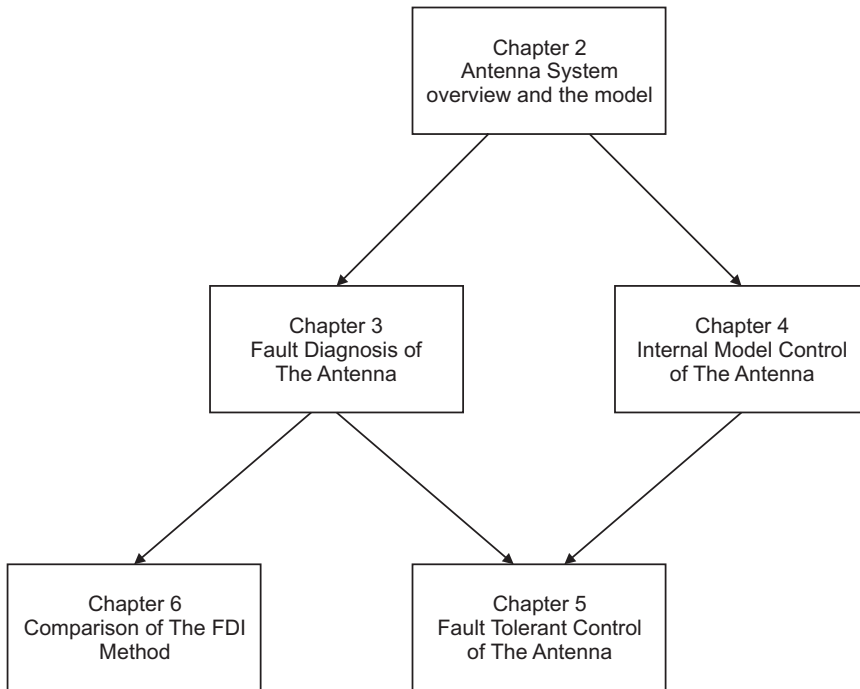 Chapter 2
Antenna System
overview and the model
Chapter 3
Fault Diagnosis of
The Antenna
Chapter 4
Internal Model Control
of The Antenna
Chapter 6
Comparison of The FDI
Method
Chapter 5
Fault Tolerant Control
of The Antenna